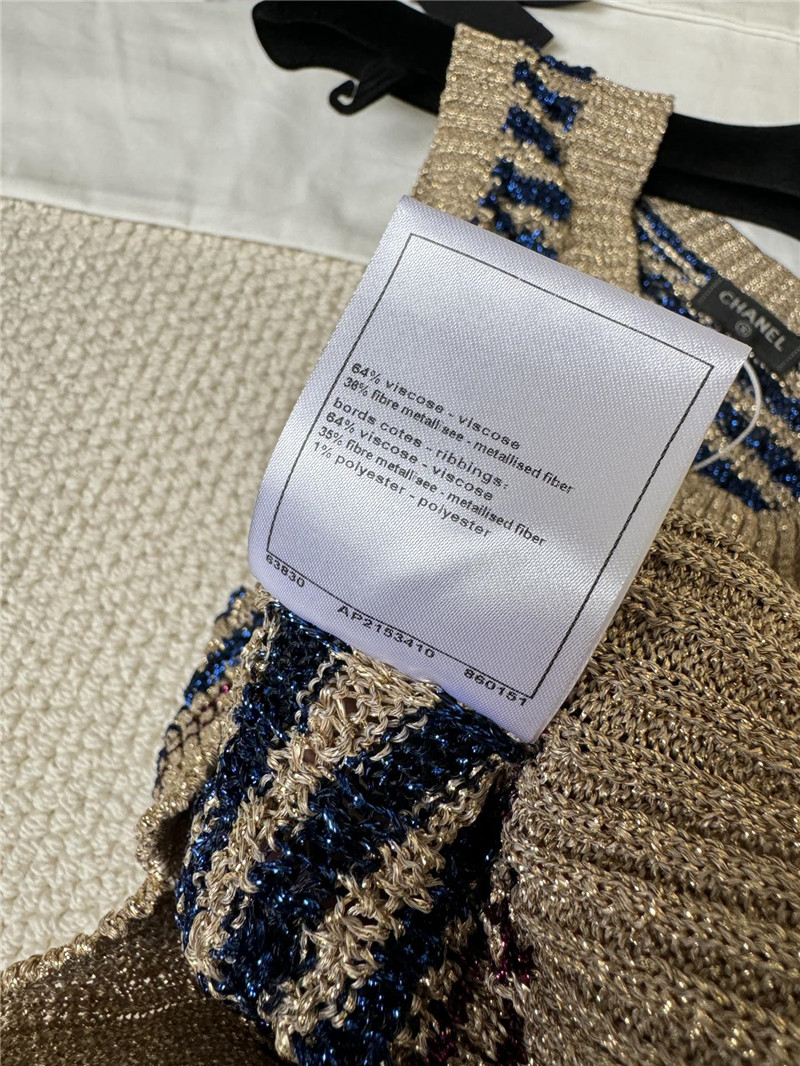 CHANEL
64% viscose - viscose
36% fibre metallisee - metallised fiber
bords cotes - ribbings:
64% viscose - viscose
35% fibre metallisee - metallised fiber
1% polyester - polyester
63830 AP2153410 860151